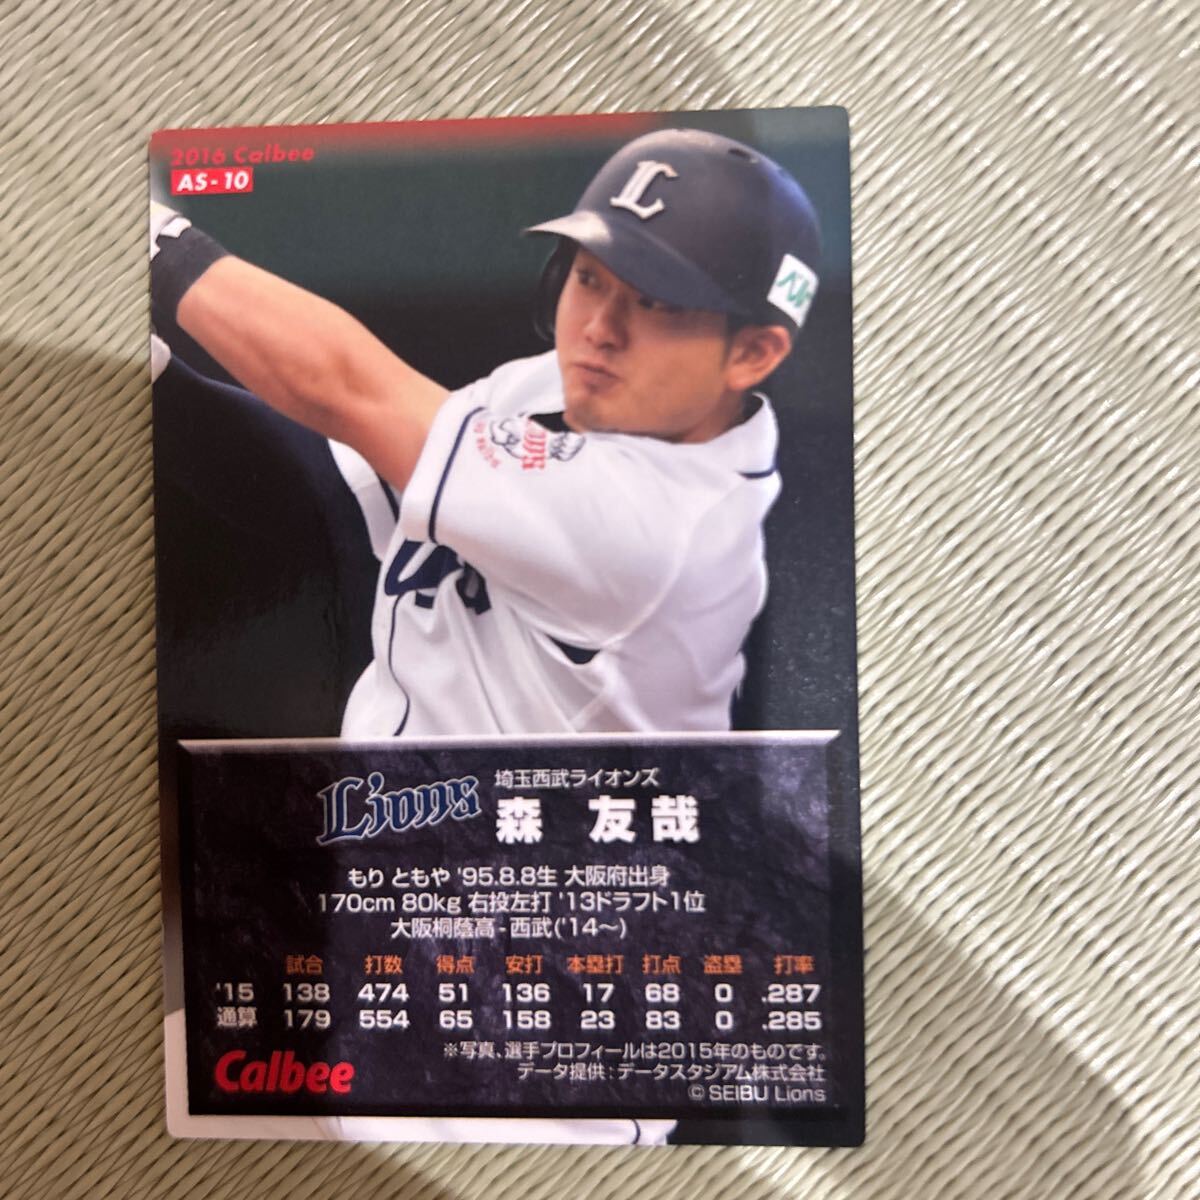 2016 Calbee
AS-10
L
ベルー
Lions
埼玉西武ライオンズ
森 友哉
もり ともや '95.8.8生 大阪府出身
170cm 80kg 右投左打 '13ドラフト1位
大阪桐蔭高-西武('14〜)
試合 打数 得点 安打 本塁打 打点 盗塁 打率
'15 138 474 51 136 17 68 0 .287
通算 179 554 65 158 23 83 0 .285
※写真、選手プロフィールは2015年のものです。
Calbee
データ提供:データスタジアム株式会社
© SEIBU Lions